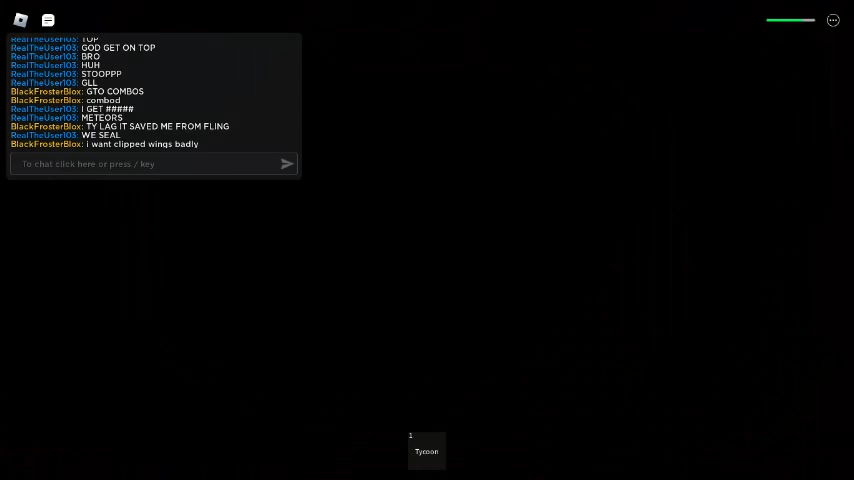 RealTheUser103: TOP
RealTheUser103: GOD GET ON TOP
RealTheUser103: BRO
RealTheUser103: HUH
RealTheUser103: STOOPPP
RealTheUser103: GLL
BlackFrosterBlox: GTO COMBOS
BlackFrosterBlox: combod
RealTheUser103: I GET #####
RealTheUser103: METEORS
BlackFrosterBlox: TY LAG IT SAVED ME FROM FLING
RealTheUser103: WE SEAL
BlackFrosterBlox: i want clipped wings badly
To chat click here or press / key
1
Tycoon